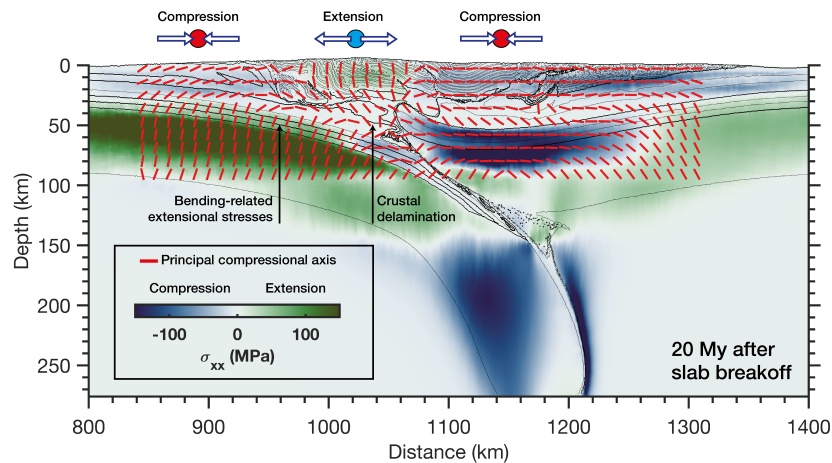 Compression
Extension
Compression
0
50
100
150
200
250
Depth (km)
Bending-related
extensional stresses
Crustal
delamination
Principal compressional axis
Compression
Extension
-100
0
100
σxx (MPa)
20 My after
slab breakoff
800
900
1000
1100
1200
1300
1400
Distance (km)